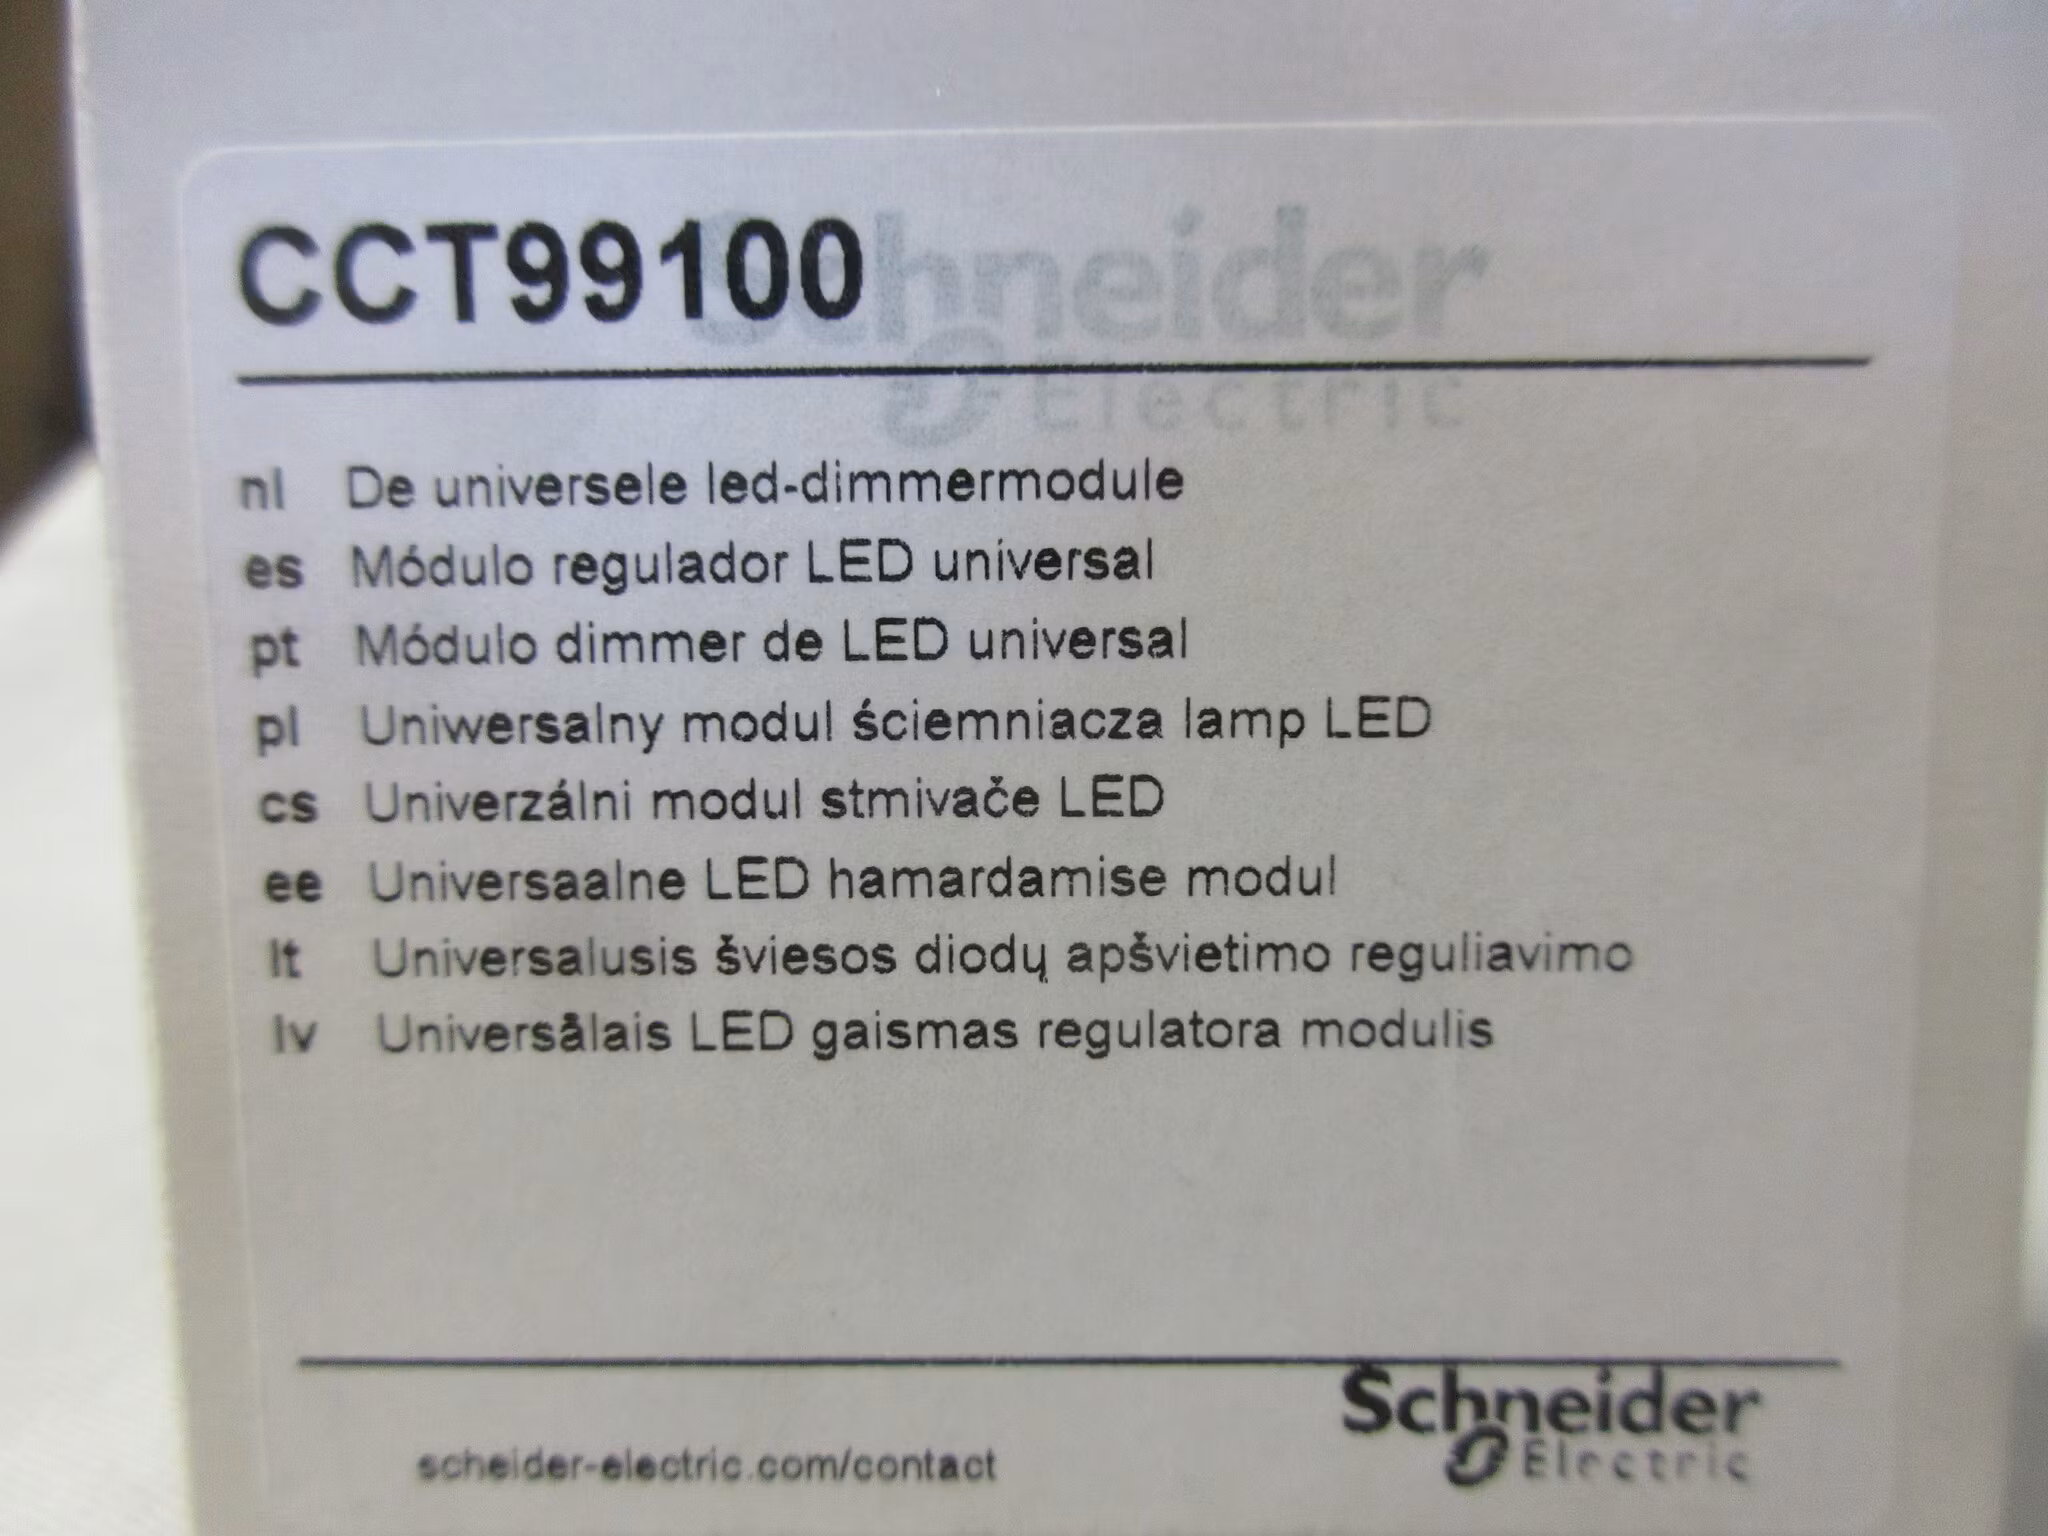 CCT99100
Schneider
Electric
nl De universele led-dimmermodule
es Módulo regulador LED universal
pt Módulo dimmer de LED universal
pl Uniwersalny modul ściemniacza lamp LED
cs Univerzálni modul stmivače LED
ee Universaalne LED hamardamise modul
lt Universalusis šviesos diodų apšvietimo reguliavimo
lv Universålais LED gaismas regulatora modulis
scheider-electric.com/contact
Schneider
Electric